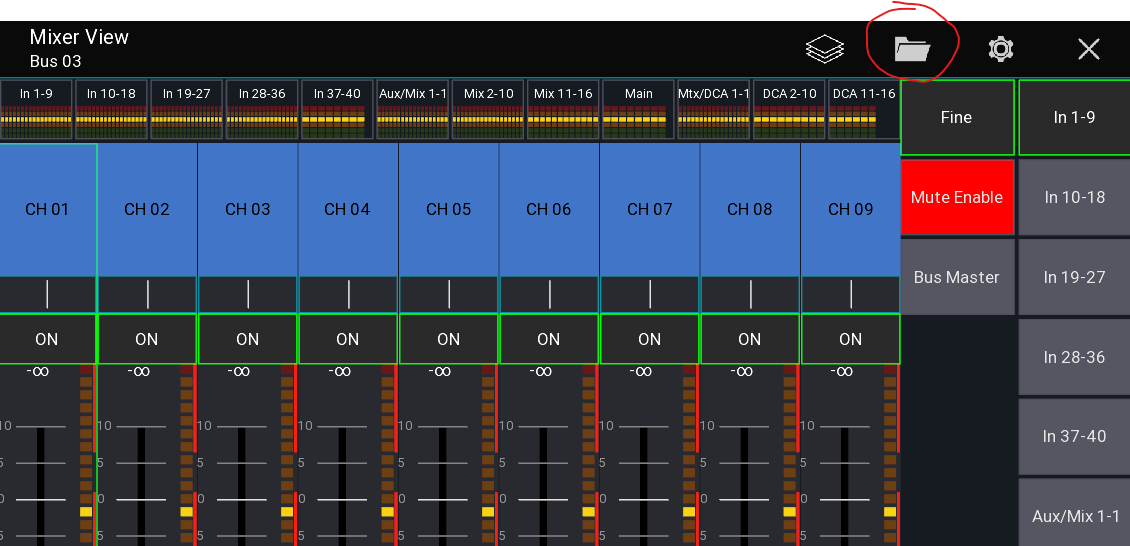 Mixer View
Bus 03
In 1-9 In 10-18 In 19-27 In 28-36 In 37-40 Aux/Mix 1-1 Mix 2-10 Mix 11-16 Main Mtx/DCA 1-1 DCA 2-10 DCA 11-16
Fine In 1-9
CH 01 CH 02 CH 03 CH 04 CH 05 CH 06 CH 07 CH 08 CH 09
Mute Enable In 10-18
Bus Master In 19-27
ON ON ON ON ON ON ON ON ON
In 28-36
-∞ -∞ -∞ -∞ -∞ -∞ -∞ -∞ -∞
10 10 10 10 10 10 10 10 10
In 37-40
5 5 5 5 5 5 5 5 5
0 0 0 0 0 0 0 0 0
Aux/Mix 1-1
5 5 5 5 5 5 5 5 5